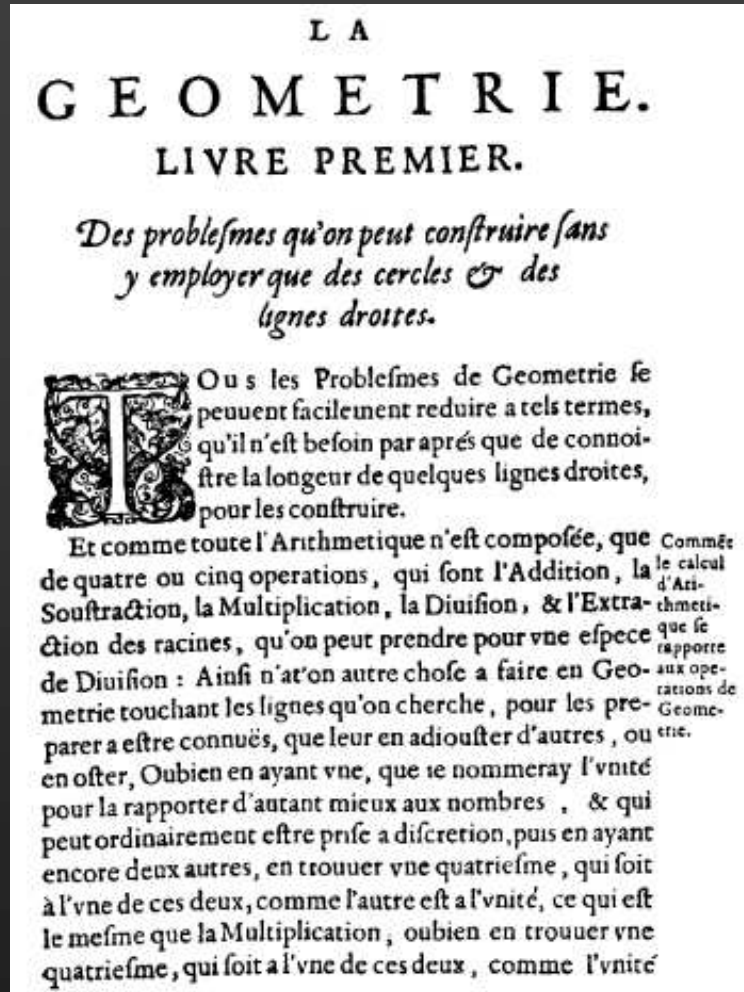 LA
GEOMETRIE.
LIVRE PREMIER.
Des problesmes qu'on peut construire sans
y employer que des cercles & des
lignes droites.
TOus les Problesmes de Geometrie se
peuuent facilement reduire a tels termes,
qu'il n'est besoin par aprés que de connoi-
stre la longeur de quelques lignes droites,
pour les construire.
Et comme toute l'Arithmetique n'est composée, que
de quatre ou cinq operations, qui sont l'Addition, la
Soustraction, la Multiplication, la Diuision, & l'Extra-
ction des racines, qu'on peut prendre pour vne espece
de Diuision : Ainsi n'at'on autre chose a faire en Geo-
metrie touchant les lignes qu'on cherche, pour les pre-
parer a estre connuës, que leur en adiouster d'autres, ou
en oster, Oubien en ayant vne, que ie nommeray l'vnité
pour la rapporter d'autant mieux aux nombres, & qui
peut ordinairement estre prise a discretion, puis en ayant
encore deux autres, en trouuer vne quatriesme, qui soit
à l'vne de ces deux, comme l'autre est a l'vnité, ce qui est
le mesme que la Multiplication, oubien en trouuer vne
quatriesme, qui soit a l'vne de ces deux, comme l'vnité
Commēt
le calcul
d'Ari-
thmeti-
que se
rapporte
aux ope-
rations de
Geome-
trie.